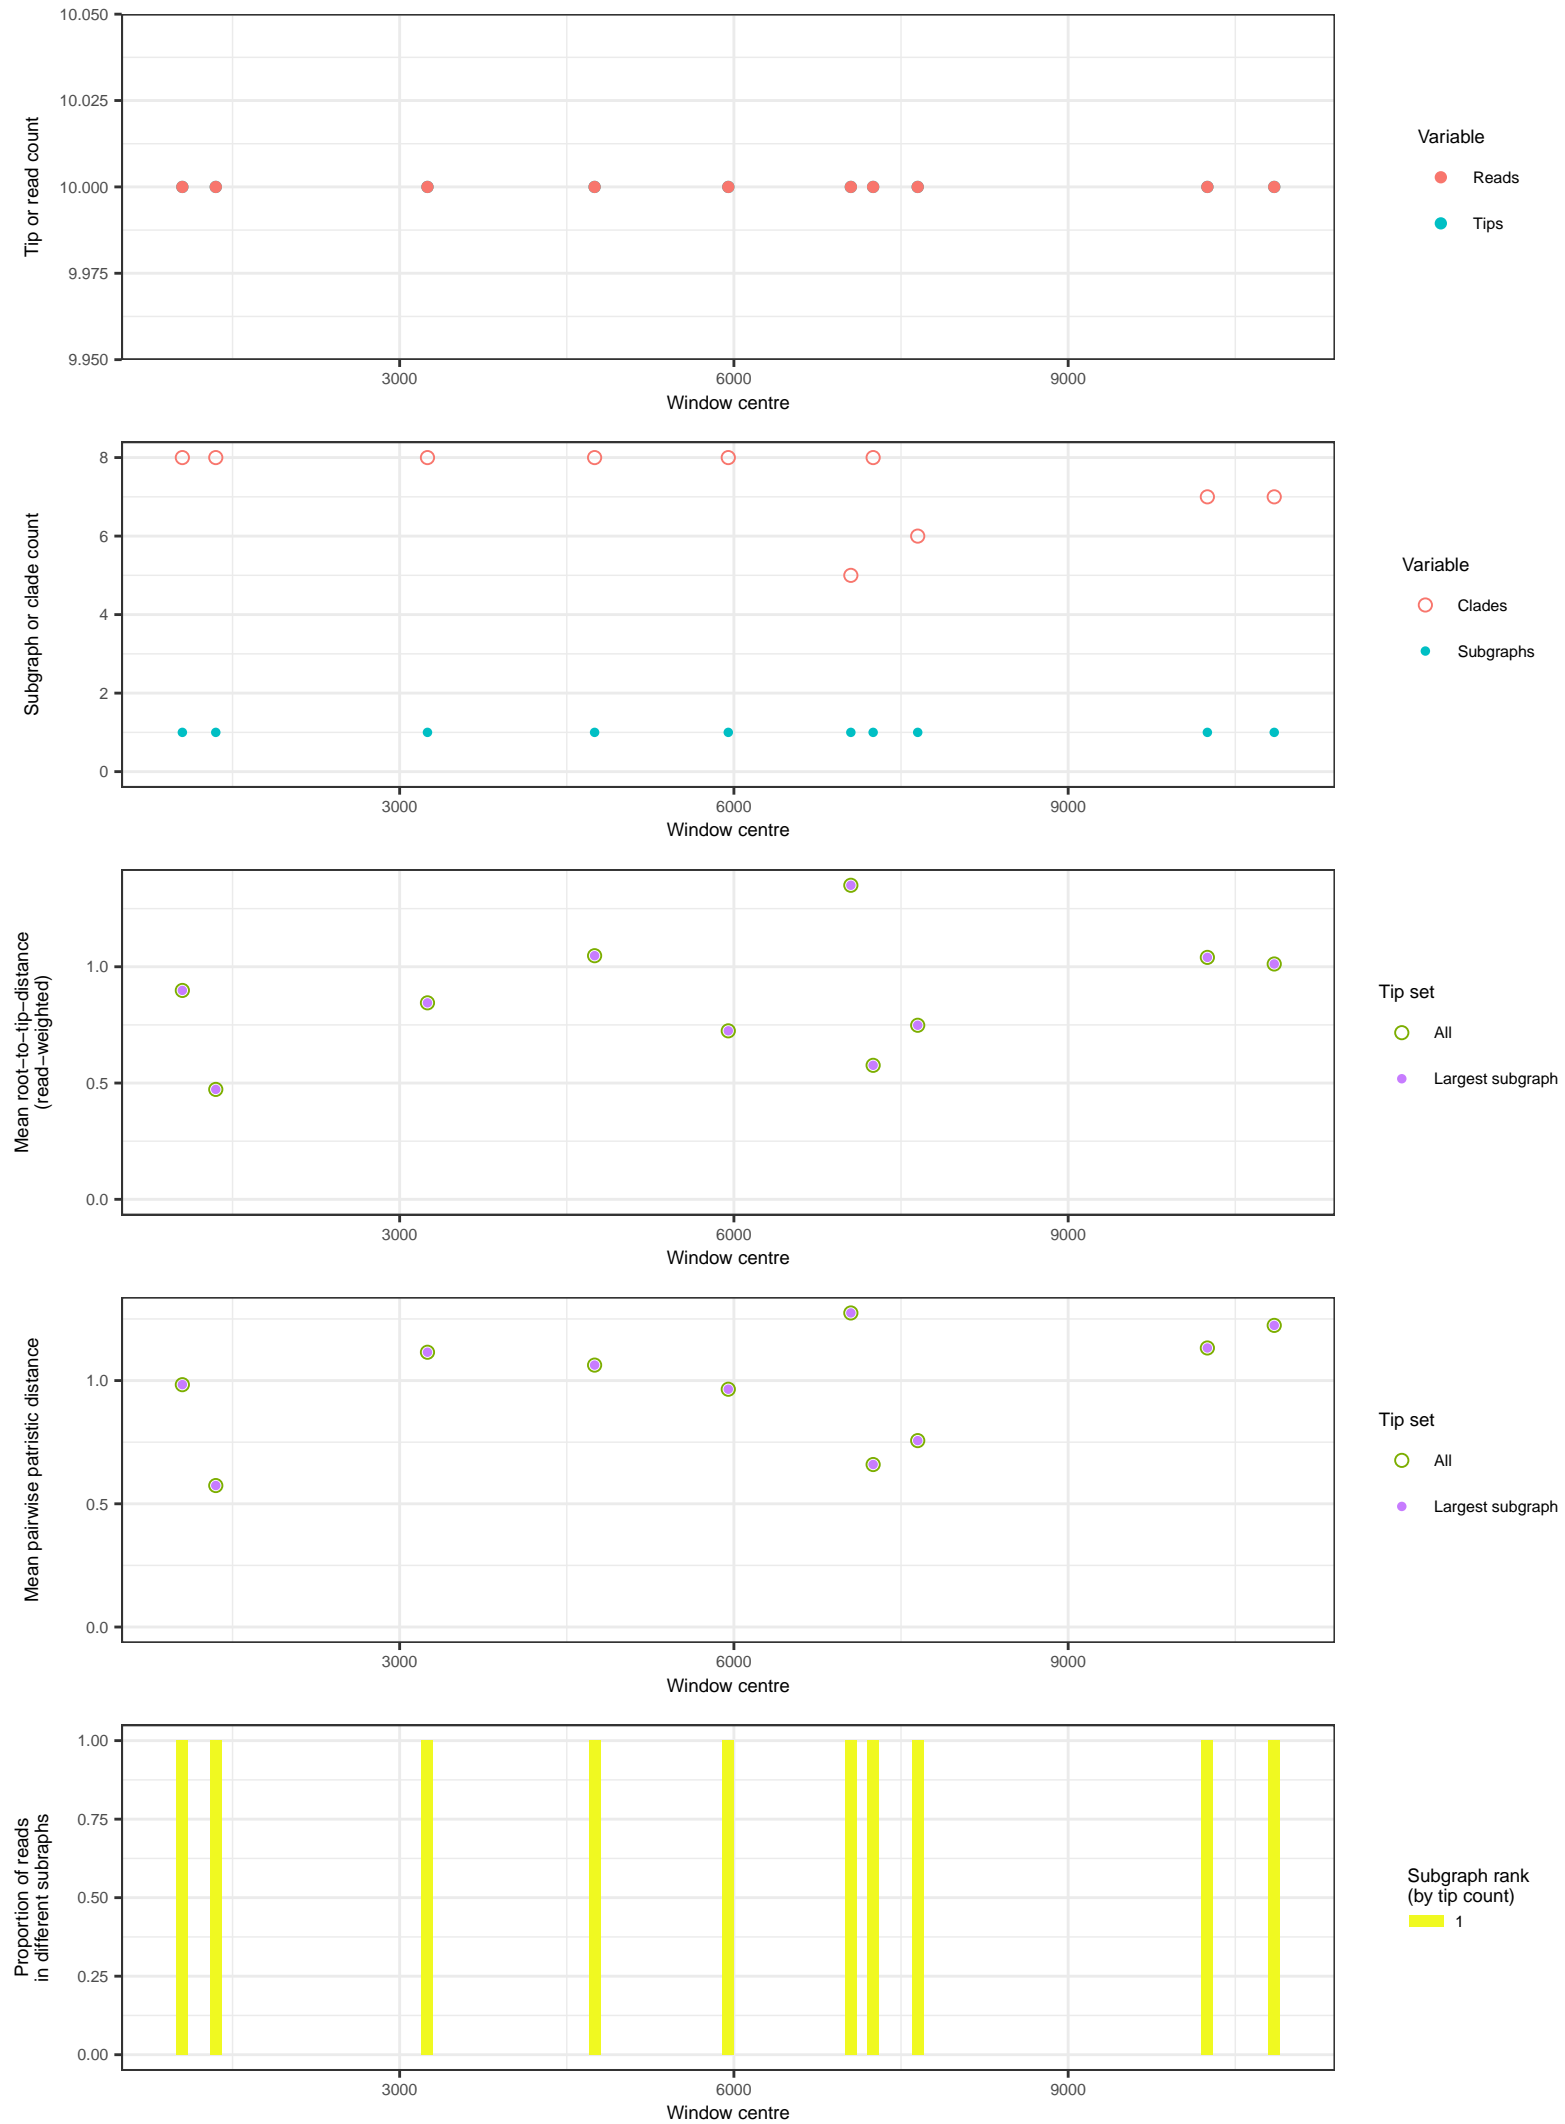 10.050
10.025
10.000
9.975
9.950
Tip or read count
3000 6000 9000
Window centre
Variable
Reads
Tips
8
6
4
2
0
Subgraph or clade count
3000 6000 9000
Window centre
Variable
Clades
Subgraphs
1.0
0.5
0.0
Mean root−to−tip−distance
(read−weighted)
3000 6000 9000
Window centre
Tip set
All
Largest subgraph
1.0
0.5
0.0
Mean pairwise patristic distance
3000 6000 9000
Window centre
Tip set
All
Largest subgraph
1.00
0.75
0.50
0.25
0.00
Proportion of reads
in different subraphs
3000 6000 9000
Window centre
Subgraph rank
(by tip count)
1